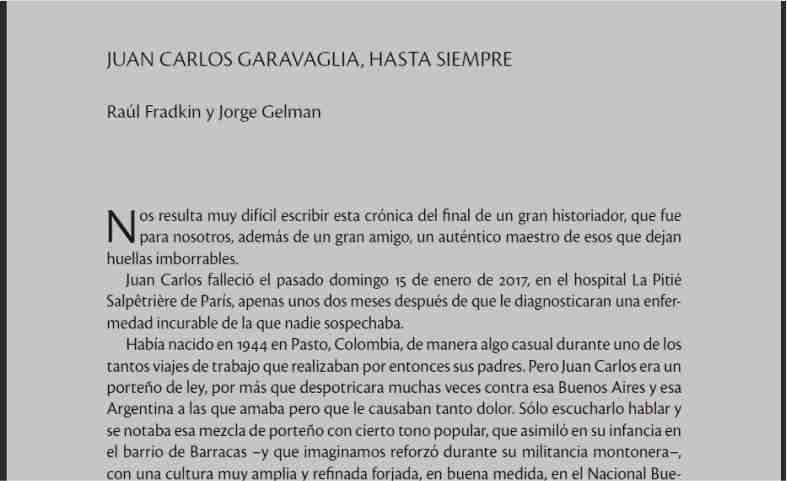 JUAN CARLOS GARAVAGLIA, HASTA SIEMPRE
Raúl Fradkin y Jorge Gelman
Nos resulta muy difícil escribir esta crónica del final de un gran historiador, que fue
para nosotros, además de un gran amigo, un auténtico maestro de esos que dejan
huellas imborrables.
Juan Carlos falleció el pasado domingo 15 de enero de 2017, en el hospital La Pitié
Salpêtrière de París, apenas unos dos meses después de que le diagnosticaran una enfer-
medad incurable de la que nadie sospechaba.
Había nacido en 1944 en Pasto, Colombia, de manera algo casual durante uno de los
tantos viajes de trabajo que realizaban por entonces sus padres. Pero Juan Carlos era un
porteño de ley, por más que despotricara muchas veces contra esa Buenos Aires y esa
Argentina a las que amaba pero que le causaban tanto dolor. Sólo escucharlo hablar y
se notaba esa mezcla de porteño con cierto tono popular, que asimiló en su infancia en
el barrio de Barracas –y que imaginamos reforzó durante su militancia montonera–,
con una cultura muy amplia y refinada forjada, en buena medida, en el Nacional Bue-